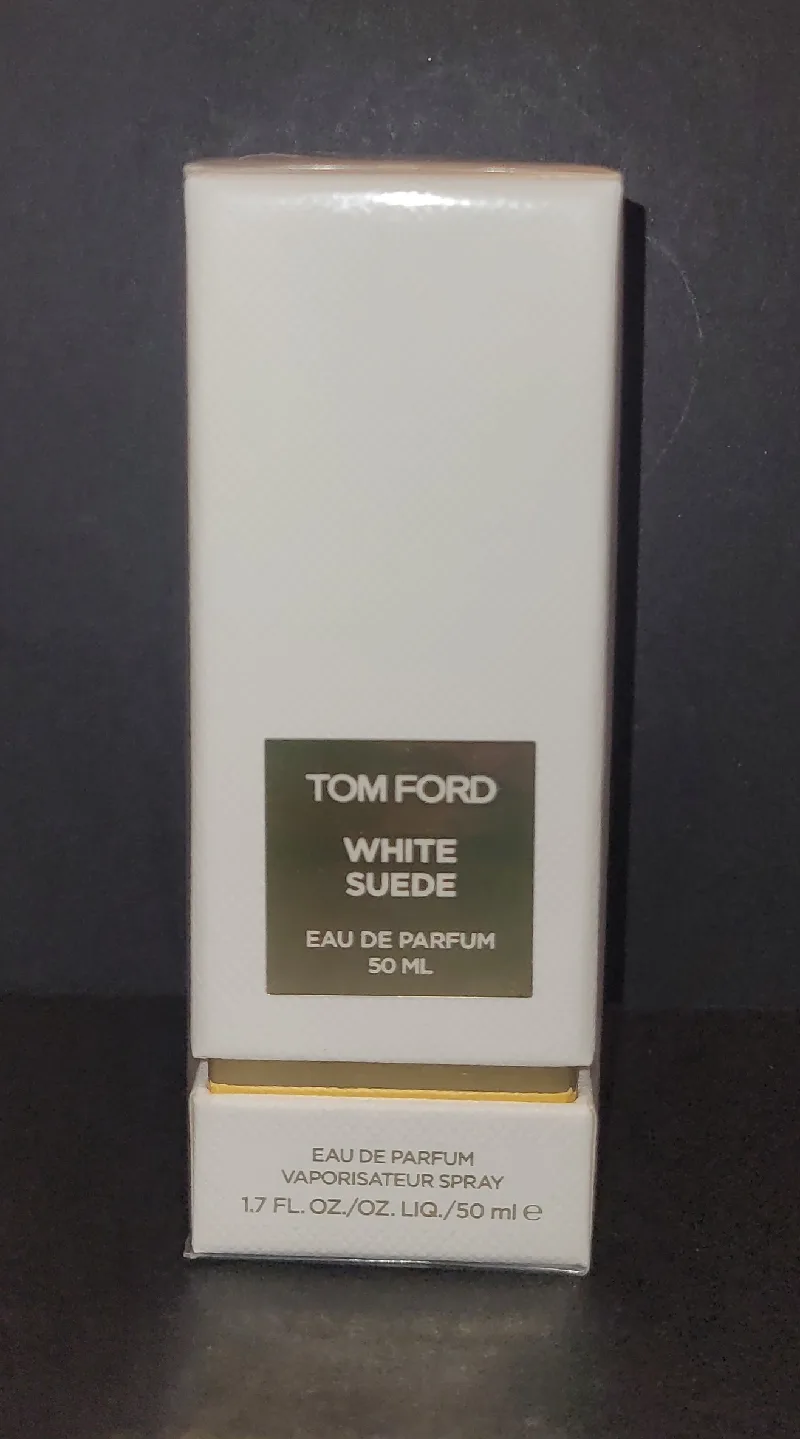 TOM FORD
WHITE
SUEDE
EAU DE PARFUM
50 ML
EAU DE PARFUM
VAPORISATEUR SPRAY
1.7 FL. OZ./OZ. LIQ./50 ml ℮